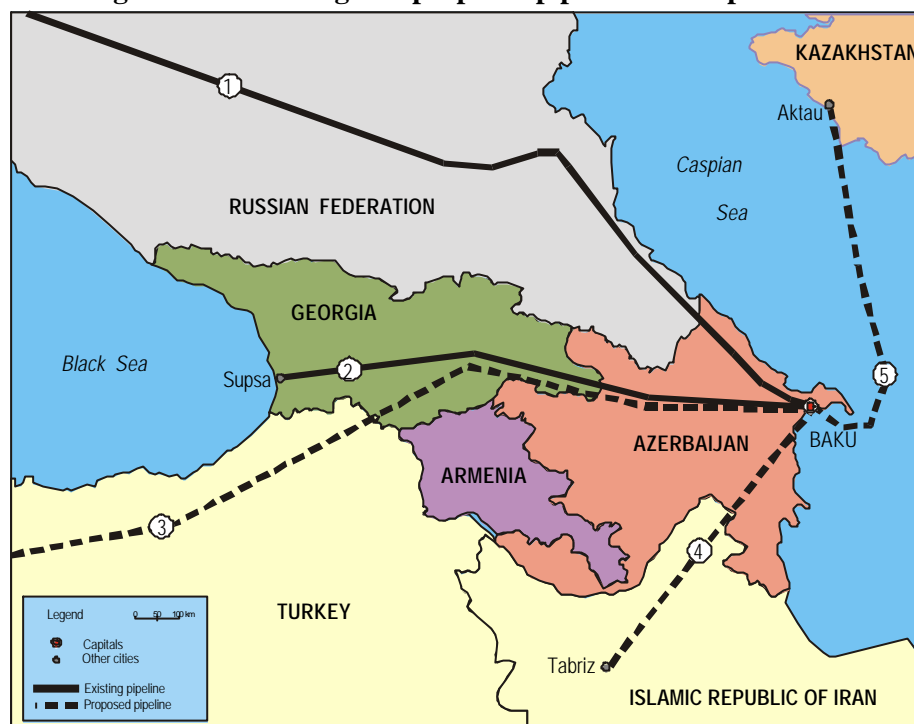 KAZAKHSTAN
Aktau
1
Caspian
Sea
RUSSIAN FEDERATION
GEORGIA
Black Sea
Supsa
2
5
BAKU
AZERBAIJAN
ARMENIA
3
4
Legend
0 50 100 km
Capitals
Other cities
Existing pipeline
Proposed pipeline
TURKEY
Tabriz
ISLAMIC REPUBLIC OF IRAN